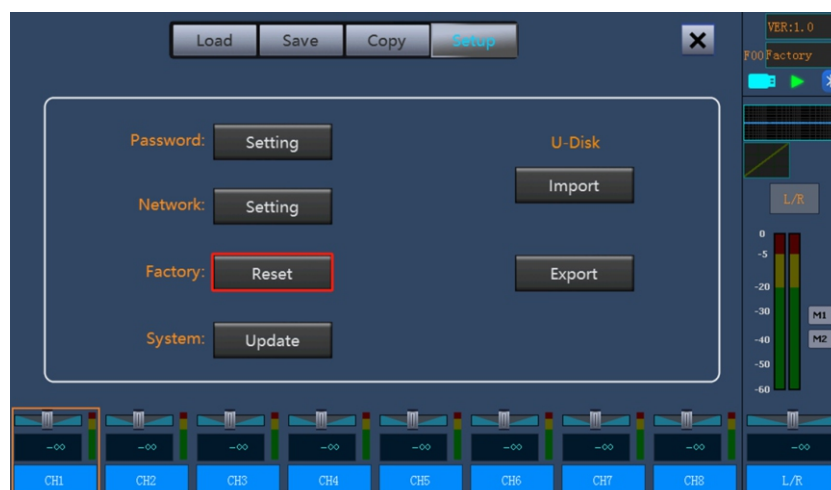 Load Save Copy Setup
VER:1.0
F00 Factory
Password: Setting
U-Disk
Import
Network: Setting
L/R
Factory: Reset
Export
System: Update
0
-5
-20
-30
M1
-40
M2
-50
-60
-∞ -∞ -∞ -∞ -∞ -∞ -∞ -∞ -∞
CH1 CH2 CH3 CH4 CH5 CH6 CH7 CH8 L/R